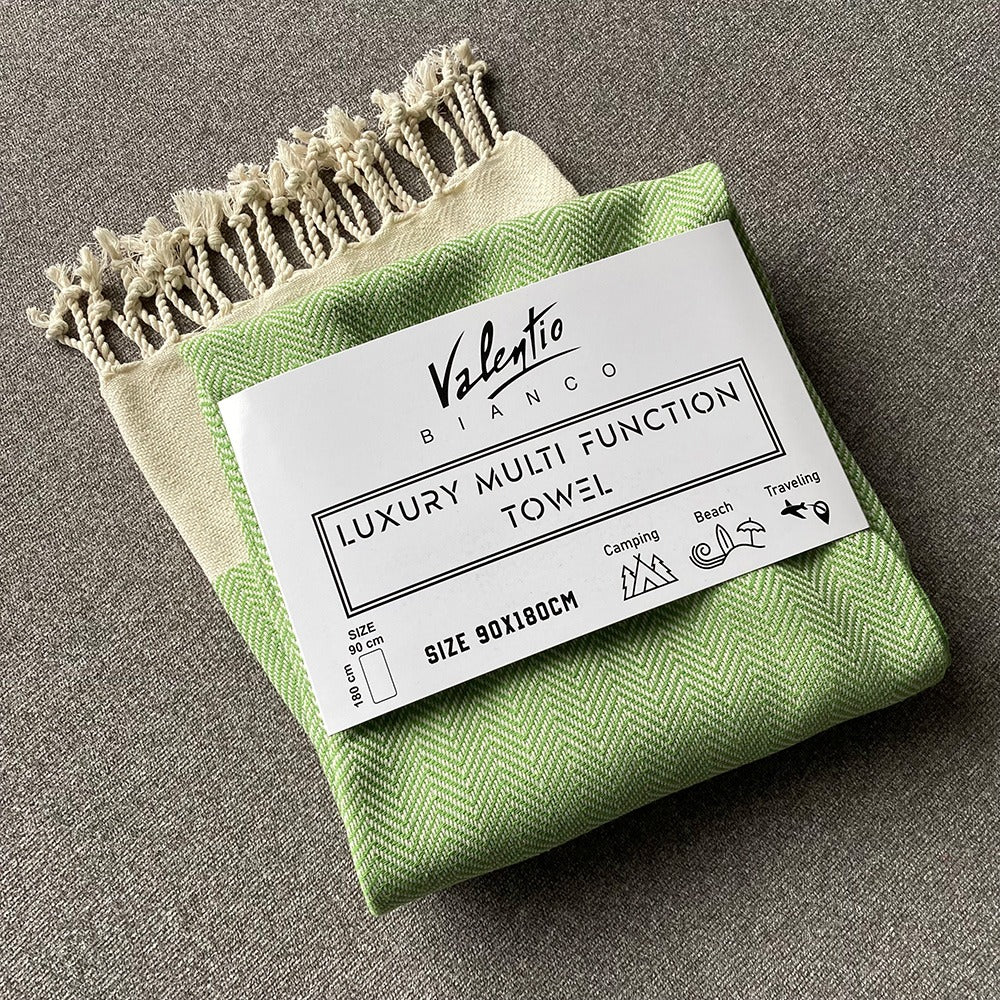 Valentio
BIANCO
LUXURY MULTI FUNCTION
TOWEL
Camping
Beach
Traveling
SIZE
90 cm
180 cm
SIZE 90X180CM